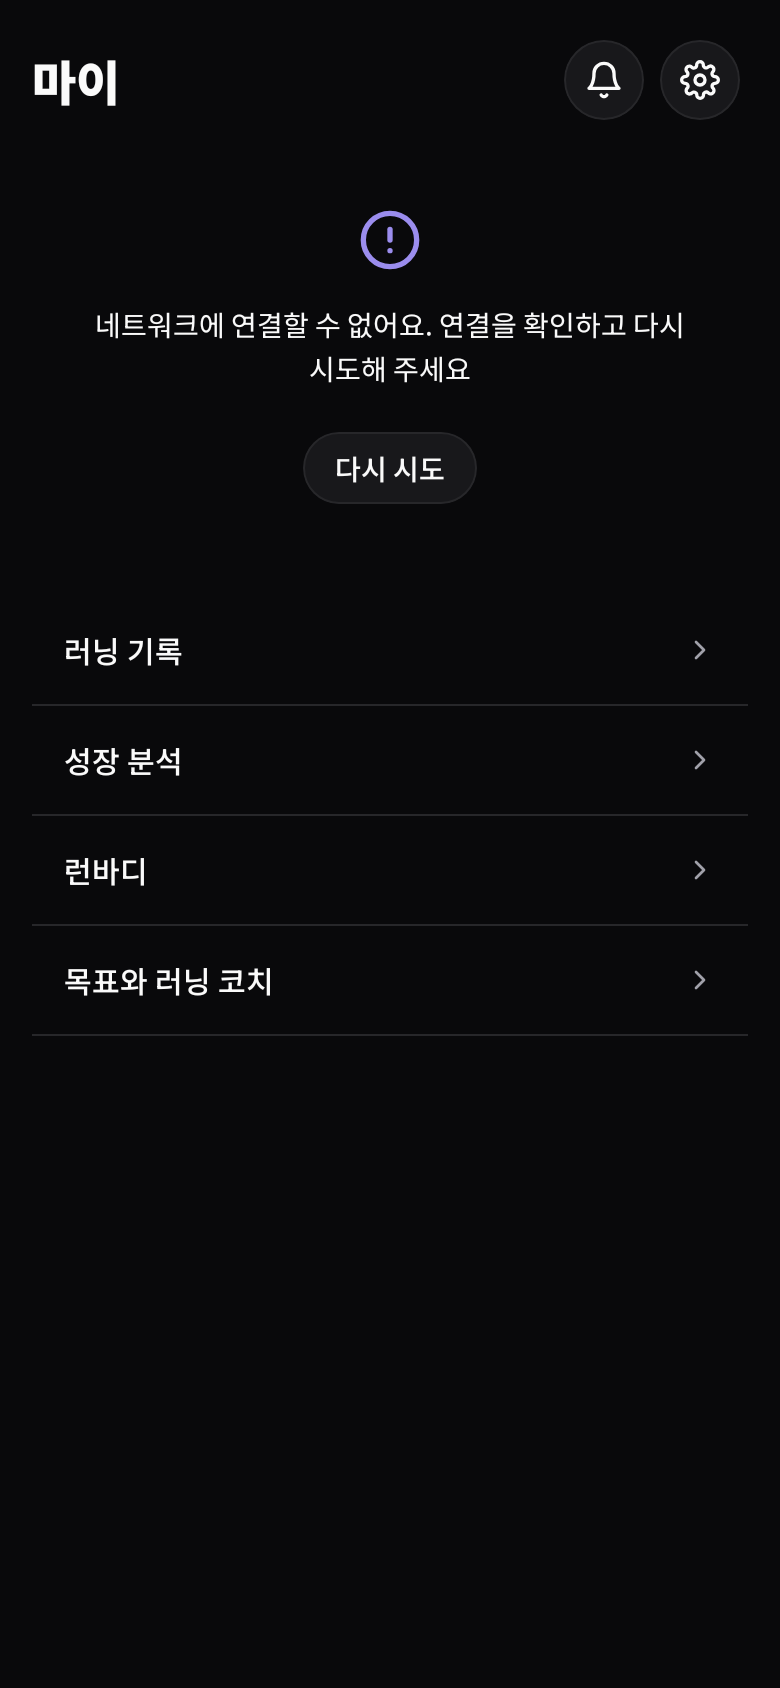 마이
네트워크에 연결할 수 없어요. 연결을 확인하고 다시
시도해 주세요
다시 시도
러닝 기록
성장 분석
런바디
목표와 러닝 코치